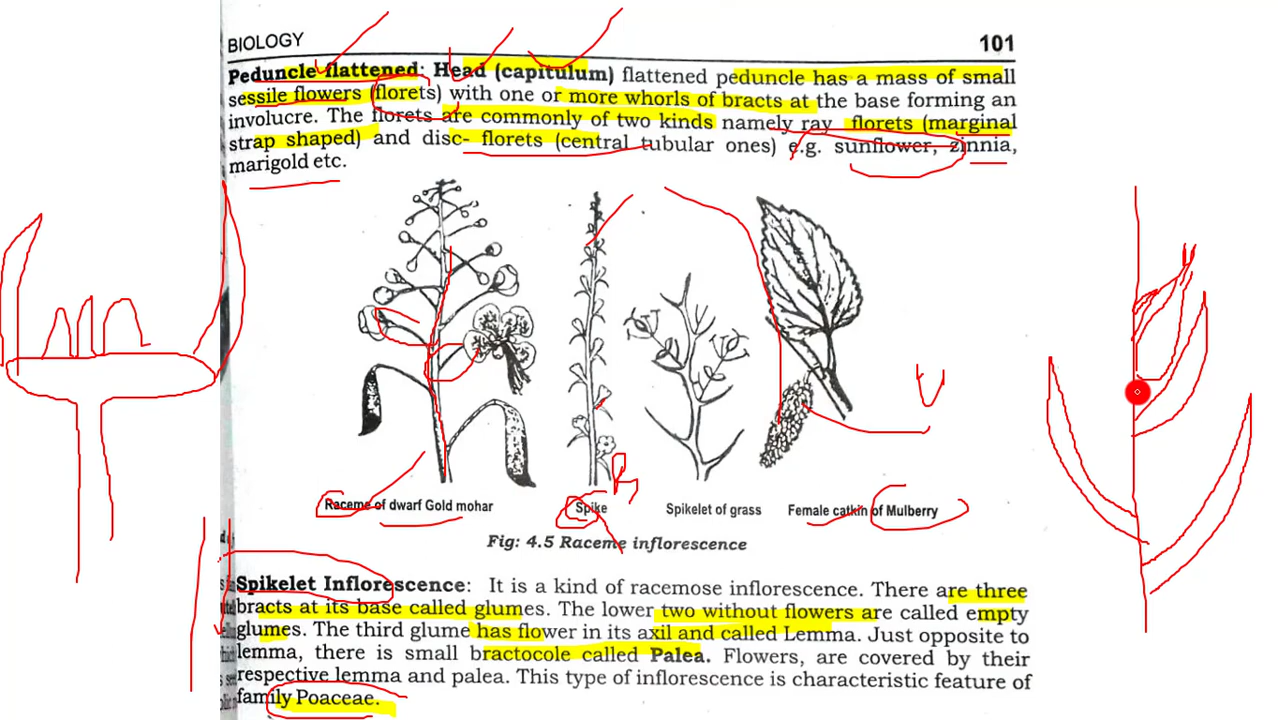 BIOLOGY 101
Peduncle flattened: Head (capitulum) flattened peduncle has a mass of small
sessile flowers (florets) with one or more whorls of bracts at the base forming an
involucre. The florets are commonly of two kinds namely ray florets (marginal
strap shaped) and disc- florets (central tubular ones) e.g. sunflower, zinnia,
marigold etc.
Raceme of dwarf Gold mohar Spike Spikelet of grass Female catkin of Mulberry
Fig: 4.5 Raceme inflorescence
Spikelet Inflorescence: It is a kind of racemose inflorescence. There are three
bracts at its base called glumes. The lower two without flowers are called empty
glumes. The third glume has flower in its axil and called Lemma. Just opposite to
lemma, there is small bractocole called Palea. Flowers, are covered by their
respective lemma and palea. This type of inflorescence is characteristic feature of
family Poaceae.